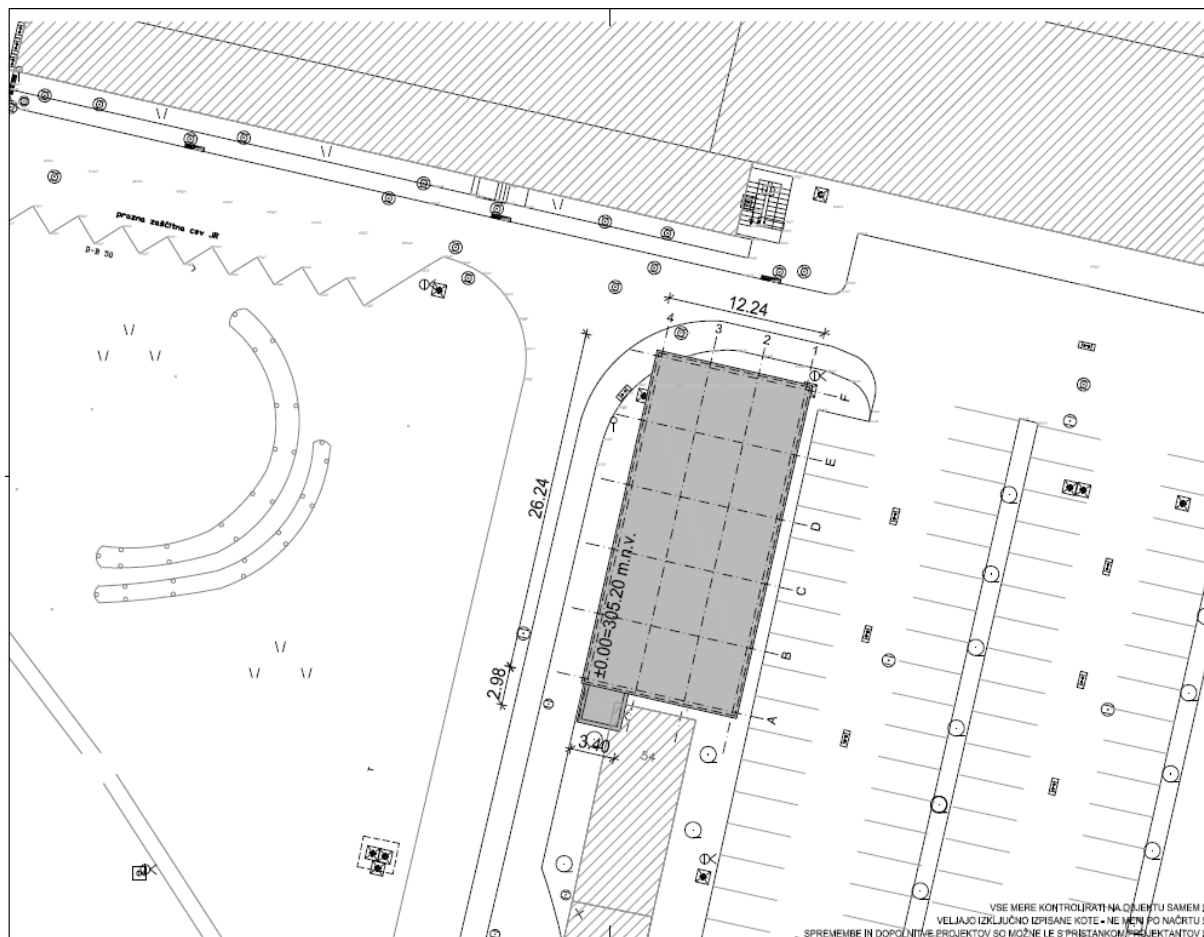 prazna zaščitna cev JR
D-D 50
12.24
4
3
2
1
F
E
D
C
B
A
26.24
±0.00=305.20 m.n.v.
2.98
3.40
54
T
VSE MERE KONTROLIRATI NA OBJEKTU SAMEM
VELJAJO IZKLJUČNO IZPISANE KOTE - NE MERI PO NAČRTU
SPREMEMBE IN DOPOLNITVE PROJEKTOV SO MOŽNE LE S PRISTANKOM PROJEKTANTOV